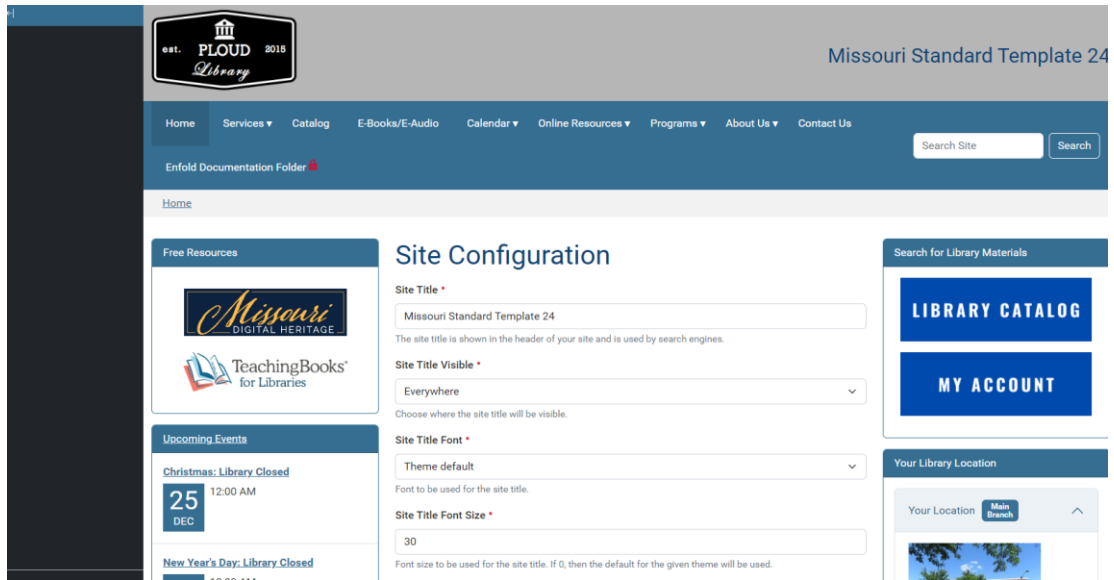 est. PLOUD 2015
Library
Missouri Standard Template 24
Home Services ▾ Catalog E-Books/E-Audio Calendar ▾ Online Resources ▾ Programs ▾ About Us ▾ Contact Us
Search Site Search
Enfold Documentation Folder
Home
Free Resources
Missouri
DIGITAL HERITAGE
TeachingBooks®
for Libraries
Upcoming Events
Christmas: Library Closed
25
DEC
12:00 AM
New Year's Day: Library Closed
Site Configuration
Site Title *
Missouri Standard Template 24
The site title is shown in the header of your site and is used by search engines.
Site Title Visible *
Everywhere
Choose where the site title will be visible.
Site Title Font *
Theme default
Font to be used for the site title.
Site Title Font Size *
30
Font size to be used for the site title. If 0, then the default for the given theme will be used.
Search for Library Materials
LIBRARY CATALOG
MY ACCOUNT
Your Library Location
Your Location Main
Branch